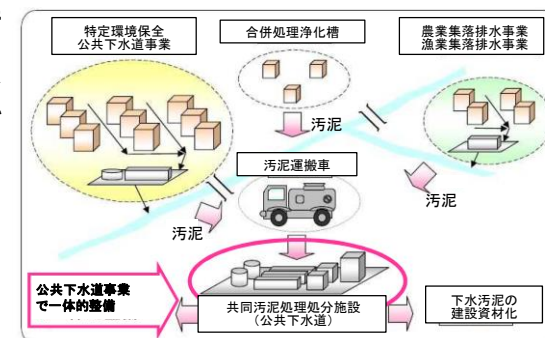 特定環境保全
公共下水道事業
合併処理浄化槽
農業集落排水事業
漁業集落排水事業
汚泥
汚泥運搬車
汚泥
汚泥
公共下水道事業
で一体的整備
共同汚泥処理処分施設
（公共下水道）
下水汚泥の
建設資材化